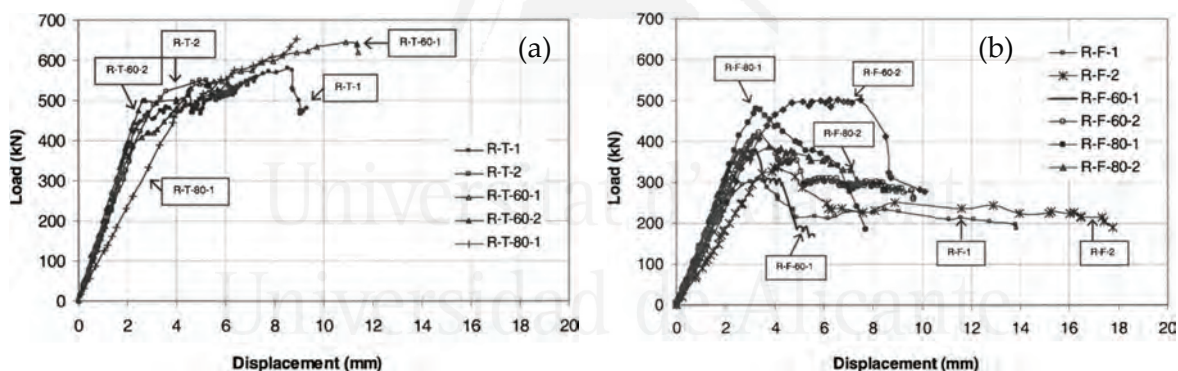 700
600
500
400
300
200
100
0
Load (kN)
0 2 4 6 8 10 12 14 16 18 20
Displacement (mm)
(a)
R-T-2
R-T-60-2
R-T-60-1
R-T-1
R-T-80-1
R-T-1
R-T-2
R-T-60-1
R-T-60-2
R-T-80-1
700
600
500
400
300
200
100
0
Load (kN)
0 2 4 6 8 10 12 14 16 18 20
Displacement (mm)
(b)
R-F-80-1
R-F-60-2
R-F-80-2
R-F-60-1
R-F-1
R-F-2
R-F-1
R-F-2
R-F-60-1
R-F-60-2
R-F-80-1
R-F-80-2
Universitat d'Alacant
Universidad de Alicante